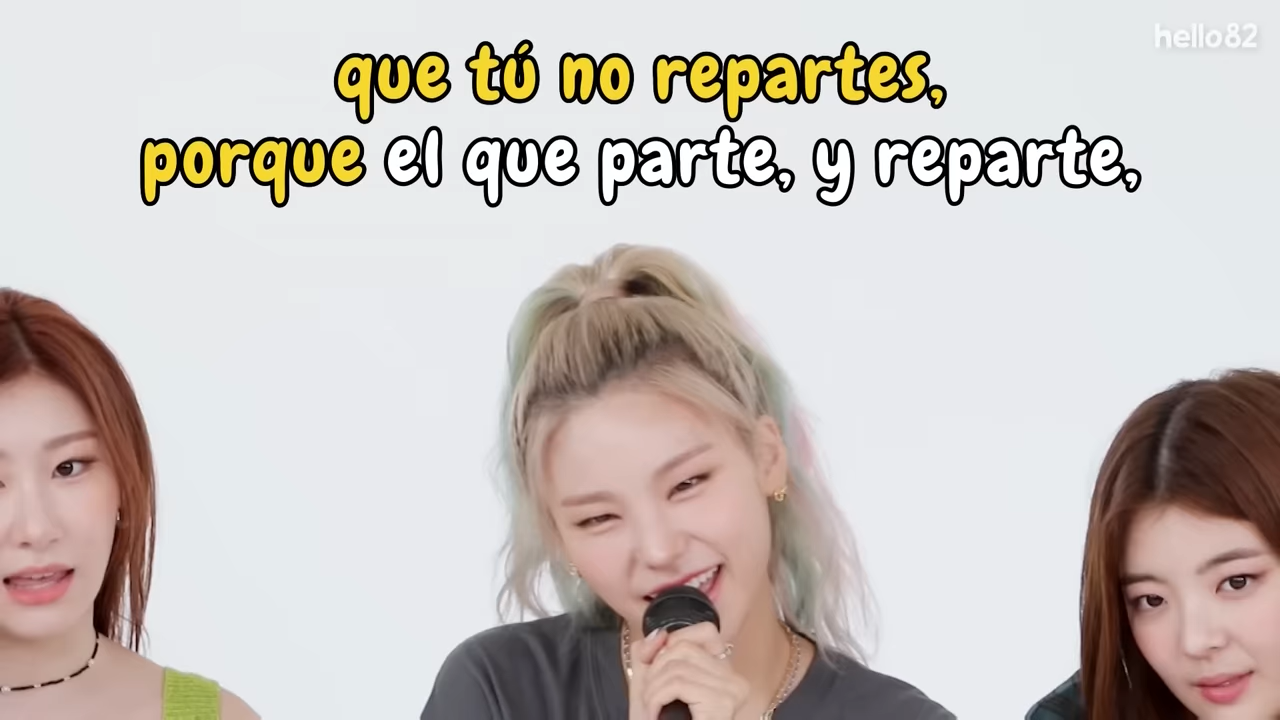 hello82
que tú no repartes,
porque el que parte, y reparte,